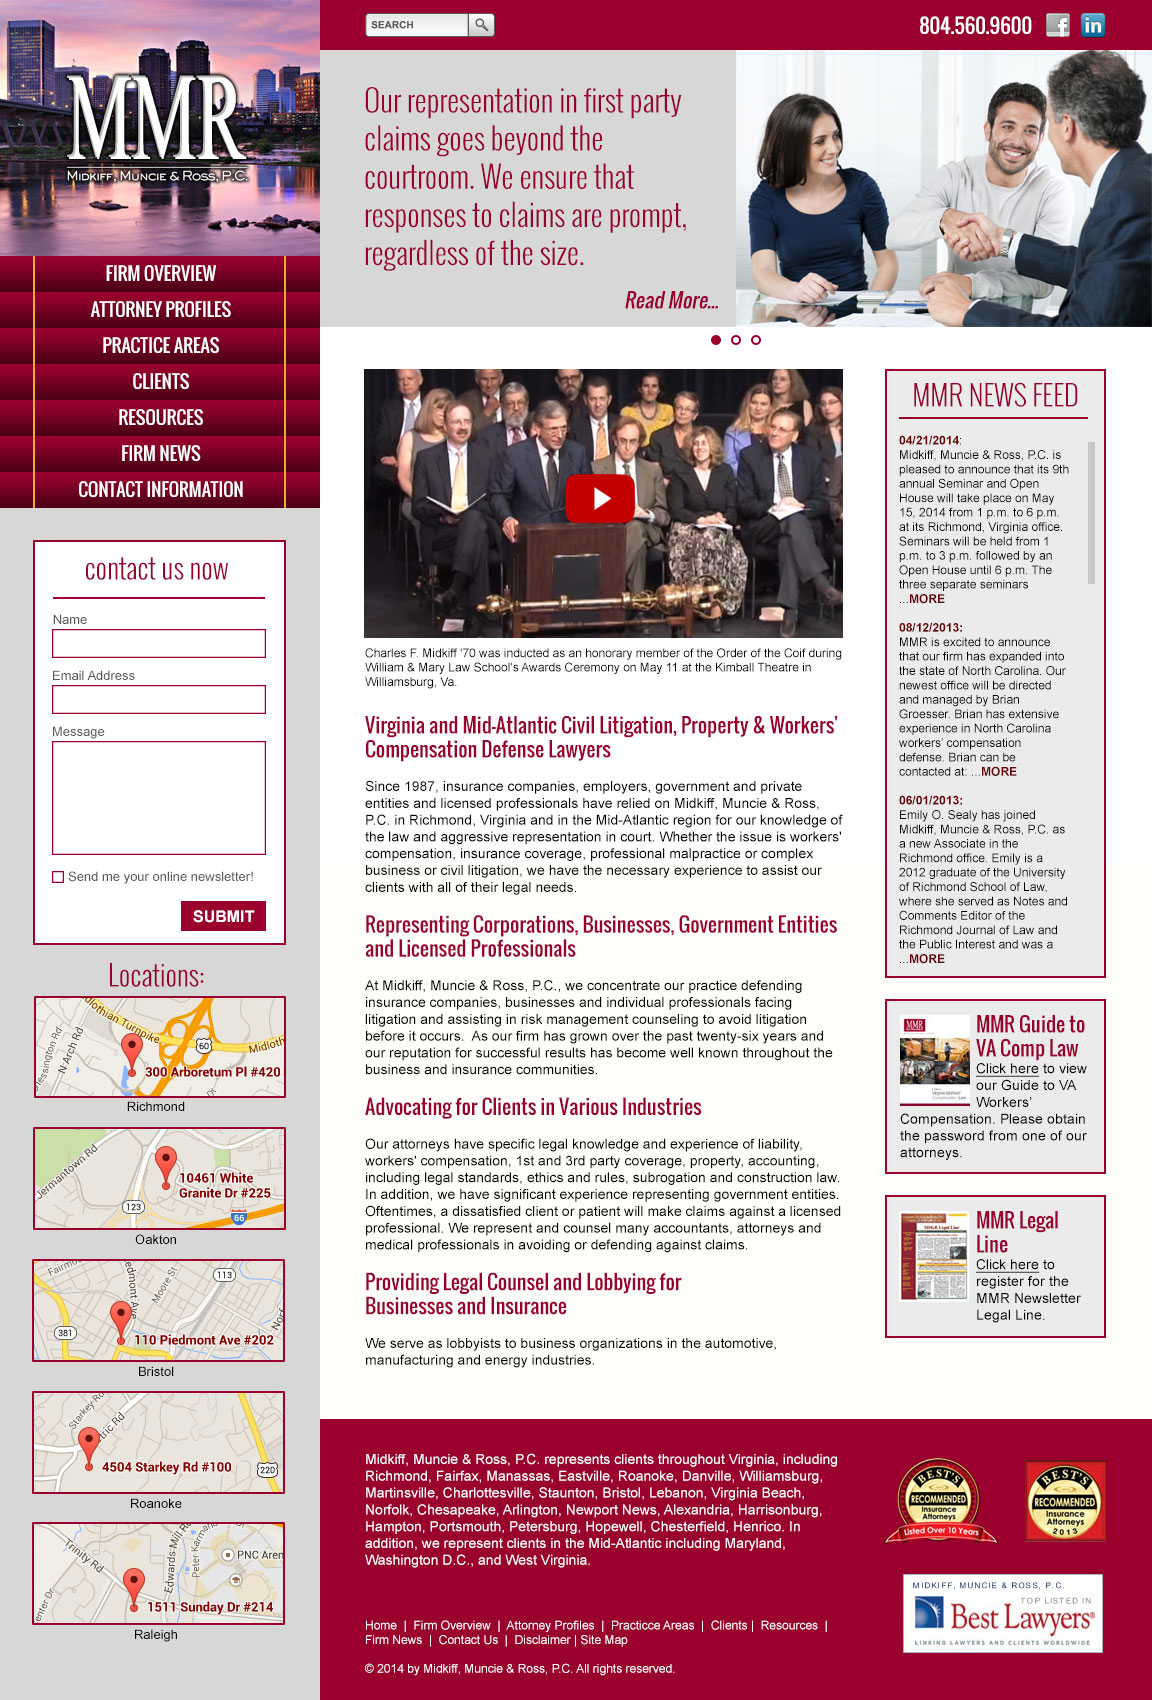 MMR
MIDKIFF, MUNCIE & ROSS, P.C.
FIRM OVERVIEW
ATTORNEY PROFILES
PRACTICE AREAS
CLIENTS
RESOURCES
FIRM NEWS
CONTACT INFORMATION
contact us now
Name
Email Address
Message
Send me your online newsletter!
SUBMIT
Locations:
dlothian Turnpike
Midloth
N Arch Rd
60
300 Arboretum Pl #420
Richmond
Jermantown Rd
10461 White
Granite Dr #225
123
66
Oakton
Moore St
113
381
110 Piedmont Ave #202
Bristol
Starkey Rd
4504 Starkey Rd #100
220
Roanoke
Trinity Rd
Edwards Mill R
PNC Aren
1511 Sunday Dr #214
Raleigh
SEARCH
804.560.9600
f
in
Our representation in first party
claims goes beyond the
courtroom. We ensure that
responses to claims are prompt,
regardless of the size.
Read More...
Charles F. Midkiff '70 was inducted as an honorary member of the Order of the Coif during
William & Mary Law School's Awards Ceremony on May 11 at the Kimball Theatre in
Williamsburg, Va.
Virginia and Mid-Atlantic Civil Litigation, Property & Workers'
Compensation Defense Lawyers
Since 1987, insurance companies, employers, government and private
entities and licensed professionals have relied on Midkiff, Muncie & Ross,
P.C. in Richmond, Virginia and in the Mid-Atlantic region for our knowledge of
the law and aggressive representation in court. Whether the issue is workers'
compensation, insurance coverage, professional malpractice or complex
business or civil litigation, we have the necessary experience to assist our
clients with all of their legal needs.
Representing Corporations, Businesses, Government Entities
and Licensed Professionals
At Midkiff, Muncie & Ross, P.C., we concentrate our practice defending
insurance companies, businesses and individual professionals facing
litigation and assisting in risk management counseling to avoid litigation
before it occurs. As our firm has grown over the past twenty-six years and
our reputation for successful results has become well known throughout the
business and insurance communities.
Advocating for Clients in Various Industries
Our attorneys have specific legal knowledge and experience of liability,
workers' compensation, 1st and 3rd party coverage, property, accounting,
including legal standards, ethics and rules, subrogation and construction law.
In addition, we have significant experience representing government entities.
Oftentimes, a dissatisfied client or patient will make claims against a licensed
professional. We represent and counsel many accountants, attorneys and
medical professionals in avoiding or defending against claims.
Providing Legal Counsel and Lobbying for
Businesses and Insurance
We serve as lobbyists to business organizations in the automotive,
manufacturing and energy industries.
MMR NEWS FEED
04/21/2014:
Midkiff, Muncie & Ross, P.C. is
pleased to announce that its 9th
annual Seminar and Open
House will take place on May
15, 2014 from 1 p.m. to 6 p.m.
at its Richmond, Virginia office.
Seminars will be held from 1
p.m. to 3 p.m. followed by an
Open House until 6 p.m. The
three separate seminars
...MORE
08/12/2013:
MMR is excited to announce
that our firm has expanded into
the state of North Carolina. Our
newest office will be directed
and managed by Brian
Groesser. Brian has extensive
experience in North Carolina
workers' compensation
defense. Brian can be
contacted at: ...MORE
06/01/2013:
Emily O. Sealy has joined
Midkiff, Muncie & Ross, P.C. as
a new Associate in the
Richmond office. Emily is a
2012 graduate of the University
of Richmond School of Law,
where she served as Notes and
Comments Editor of the
Richmond Journal of Law and
the Public Interest and was a
...MORE
MMR
MMR Guide to
VA Comp Law
Click here to view
our Guide to VA
Workers'
Compensation. Please obtain
the password from one of our
attorneys.
MMR Legal Line
MMR Legal
Line
Click here to
register for the
MMR Newsletter
Legal Line.
Midkiff, Muncie & Ross, P.C. represents clients throughout Virginia, including
Richmond, Fairfax, Manassas, Eastville, Roanoke, Danville, Williamsburg,
Martinsville, Charlottesville, Staunton, Bristol, Lebanon, Virginia Beach,
Norfolk, Chesapeake, Arlington, Newport News, Alexandria, Harrisonburg,
Hampton, Portsmouth, Petersburg, Hopewell, Chesterfield, Henrico. In
addition, we represent clients in the Mid-Atlantic including Maryland,
Washington D.C., and West Virginia.
BEST'S
RECOMMENDED
Insurance
Attorneys
Listed Over 10 Years
BEST'S
RECOMMENDED
Insurance
Attorneys
2013
MIDKIFF, MUNCIE & ROSS, P.C.
TOP LISTED IN
Best Lawyers®
LINKING LAWYERS AND CLIENTS WORLDWIDE
Home | Firm Overview | Attorney Profiles | Practicce Areas | Clients | Resources |
Firm News | Contact Us | Disclaimer | Site Map
© 2014 by Midkiff, Muncie & Ross, P.C. All rights reserved.